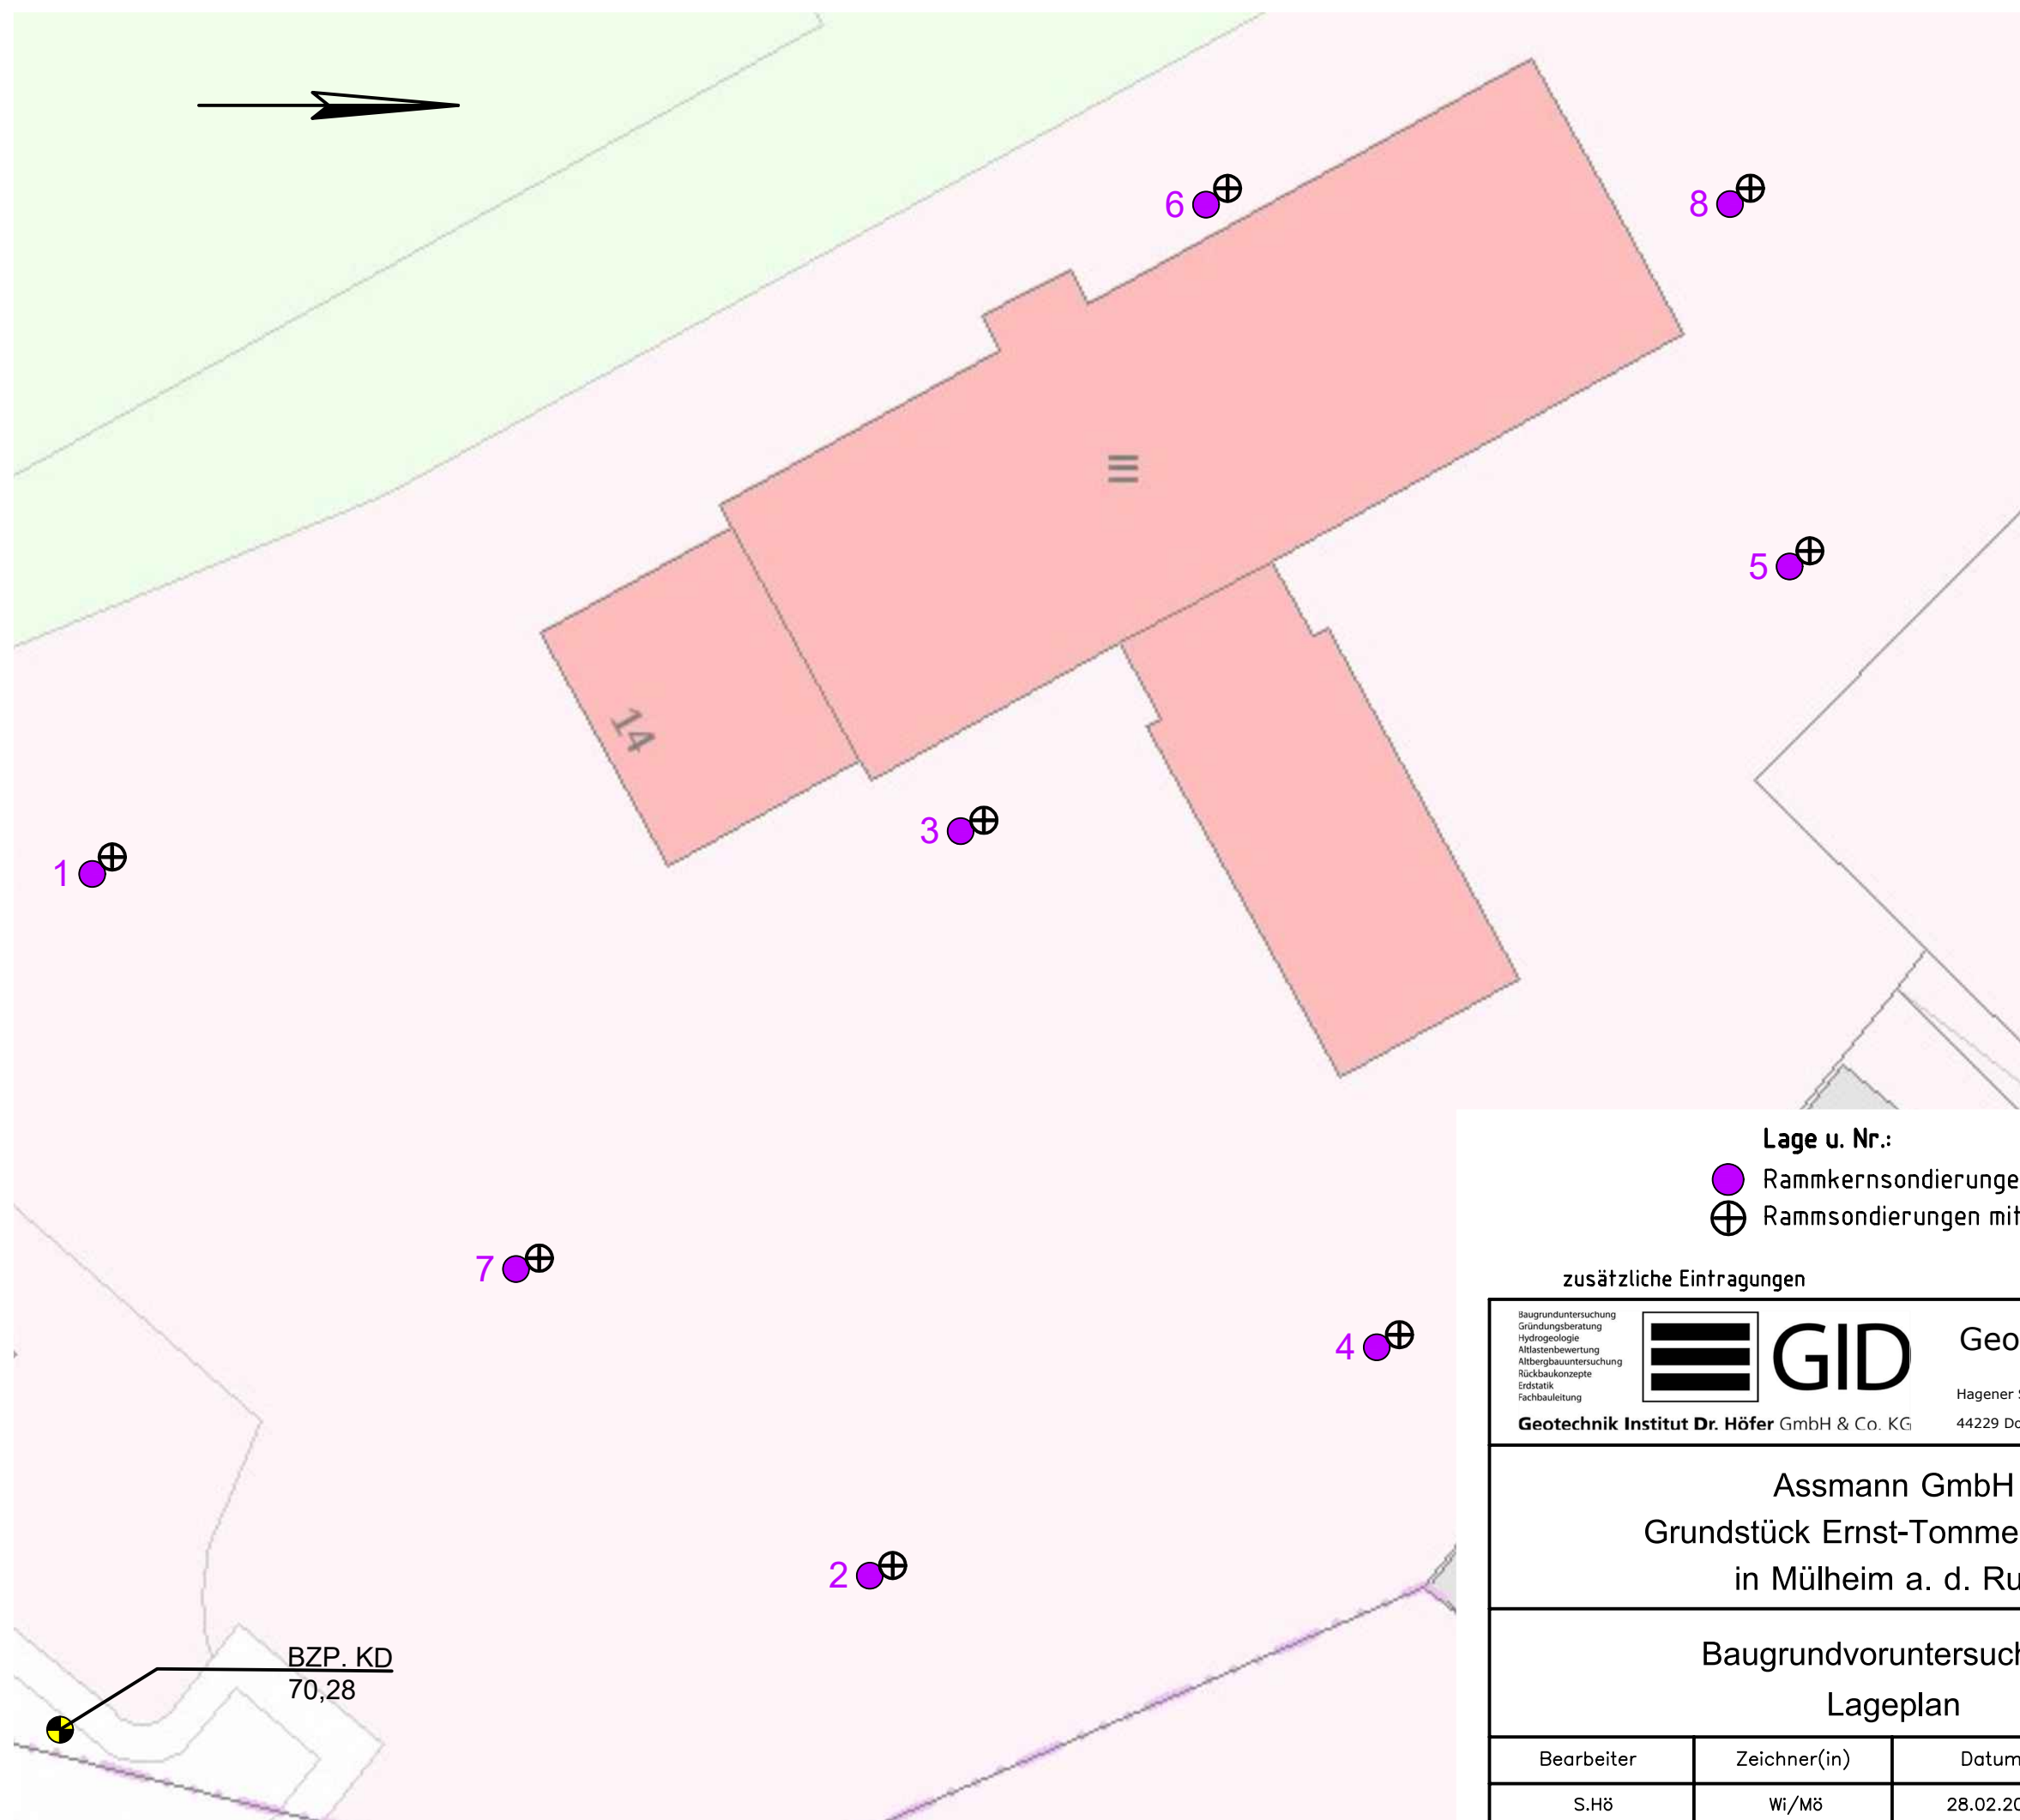 6
8
III
5
14
3
1
7
4
2
BZP. KD
70,28
Lage u. Nr.:
Rammkernsondierunge
Rammsondierungen mit
zusätzliche Eintragungen
Baugrunduntersuchung
Gründungsberatung
Hydrogeologie
Altlastenbewertung
Altbergbauuntersuchung
Rückbaukonzepte
Erdstatik
Fachbauleitung
GID
Geotechnik Institut Dr. Höfer GmbH & Co. KG
Geo
Hagener
44229 Do
Assmann GmbH
Grundstück Ernst-Tomme
in Mülheim a. d. Ru
Baugrundvoruntersuch
Lageplan
Bearbeiter Zeichner(in) Datum
S.Hö Wi/Mö 28.02.20